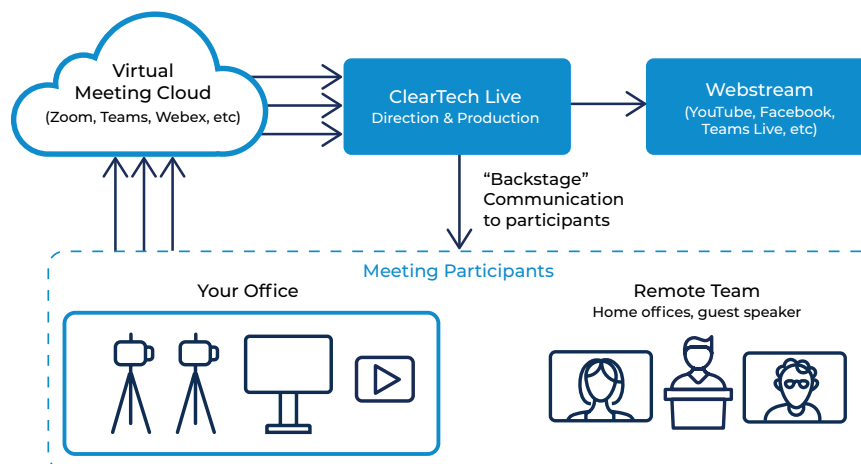 Virtual
Meeting Cloud
(Zoom, Teams, Webex, etc)
ClearTech Live
Direction & Production
Webstream
(YouTube, Facebook,
Teams Live, etc)
“Backstage”
Communication
to participants
Meeting Participants
Your Office
Remote Team
Home offices, guest speaker